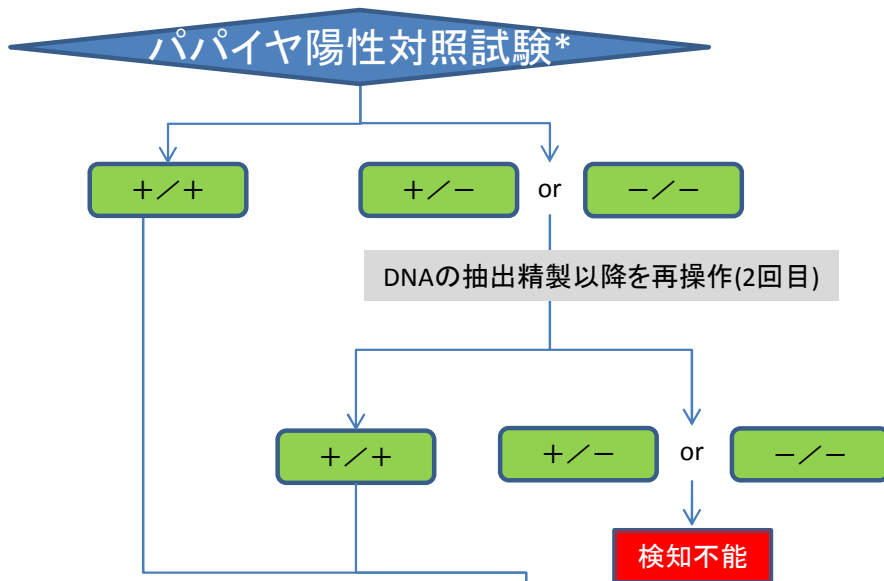 パパイヤ陽性対照試験*
＋／＋
＋／－ or －／－
DNAの抽出精製以降を再操作(2回目)
＋／＋
＋／－ or －／－
検知不能